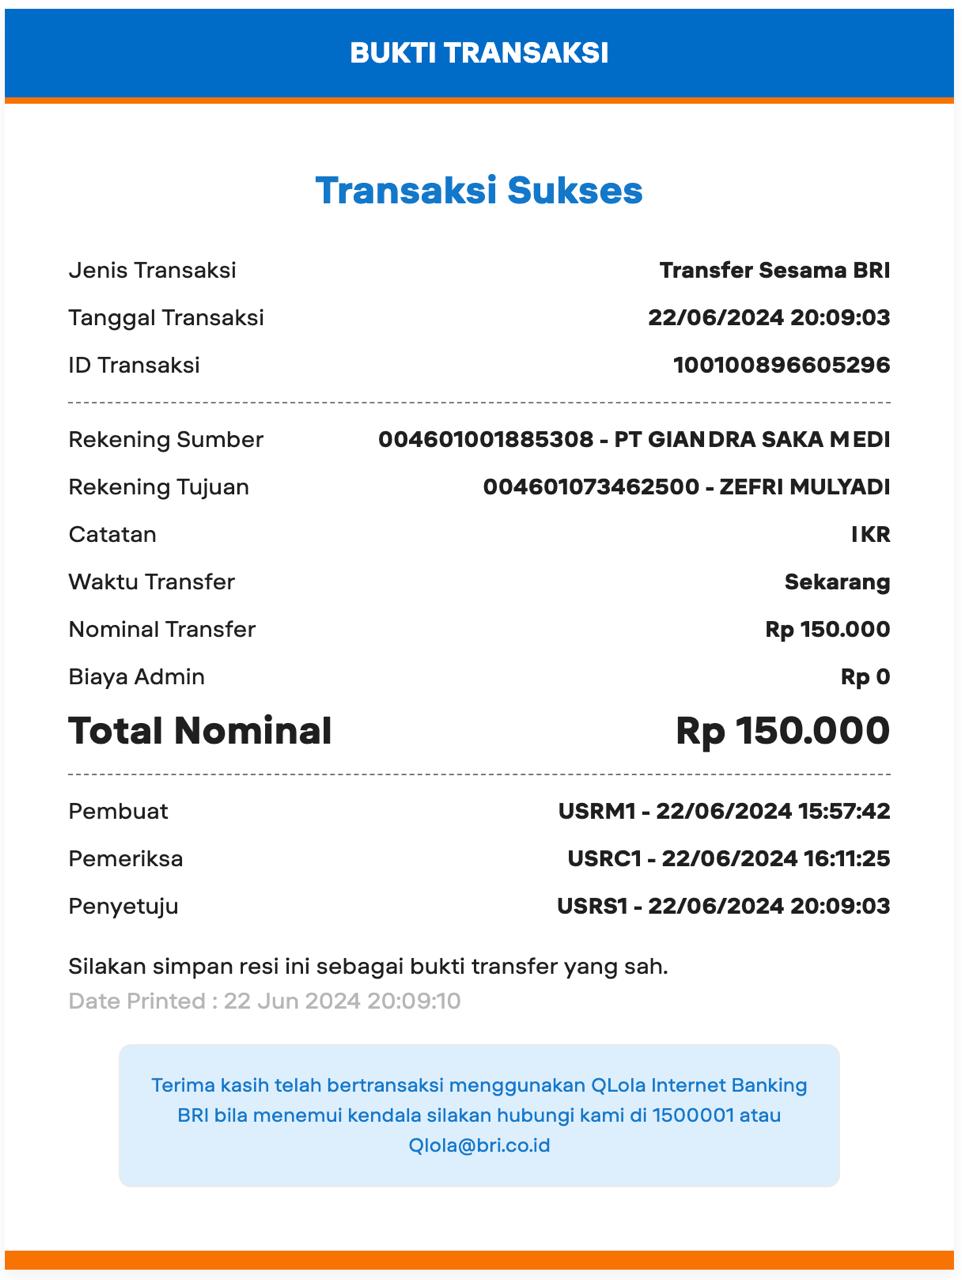 BUKTI TRANSAKSI
Transaksi Sukses
Jenis Transaksi Transfer Sesama BRI
Tanggal Transaksi 22/06/2024 20:09:03
ID Transaksi 100100896605296
Rekening Sumber 004601001885308 - PT GIANDRA SAKA MEDI
Rekening Tujuan 004601073462500 - ZEFRI MULYADI
Catatan IKR
Waktu Transfer Sekarang
Nominal Transfer Rp 150.000
Biaya Admin Rp 0
Total Nominal Rp 150.000
Pembuat USRM1 - 22/06/2024 15:57:42
Pemeriksa USRC1 - 22/06/2024 16:11:25
Penyetuju USRS1 - 22/06/2024 20:09:03
Silakan simpan resi ini sebagai bukti transfer yang sah.
Date Printed : 22 Jun 2024 20:09:10
Terima kasih telah bertransaksi menggunakan QLola Internet Banking
BRI bila menemui kendala silakan hubungi kami di 1500001 atau
Qlola@bri.co.id